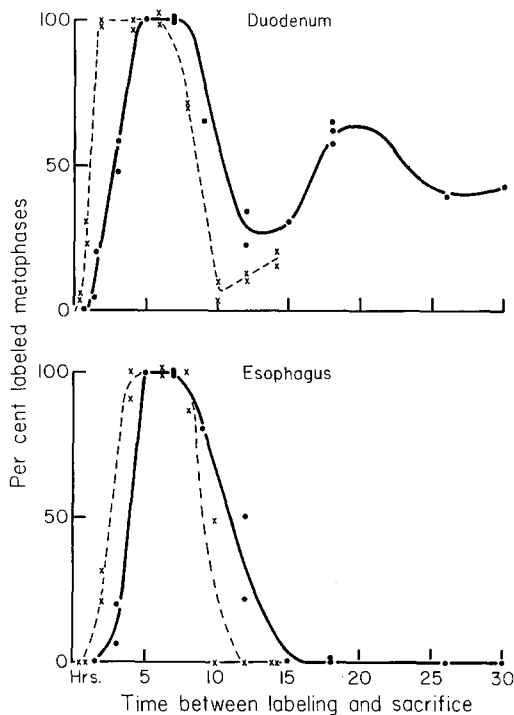 Duodenum
100
50
0
Esophagus
100
50
0
Per cent labeled metaphases
Hrs. 5 10 15 20 25 30
Time between labeling and sacrifice